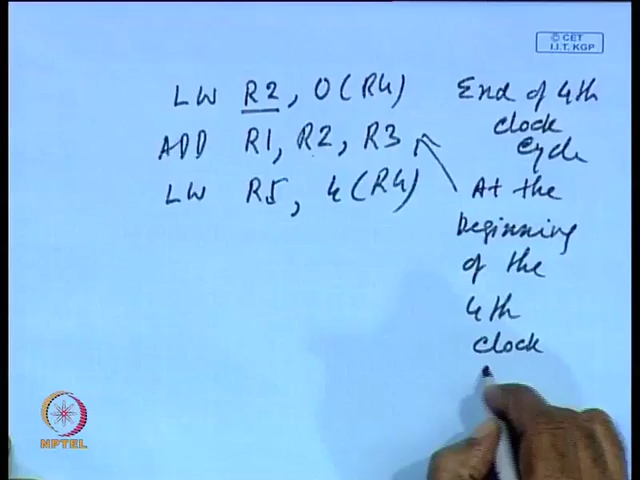 © CET
I.I.T. KGP
LW R2, 0(R4)
ADD R1, R2, R3
LW R5, 4(R4)
End of 4th
clock
cycle
At the
beginning
of the
4th
clock
NPTEL